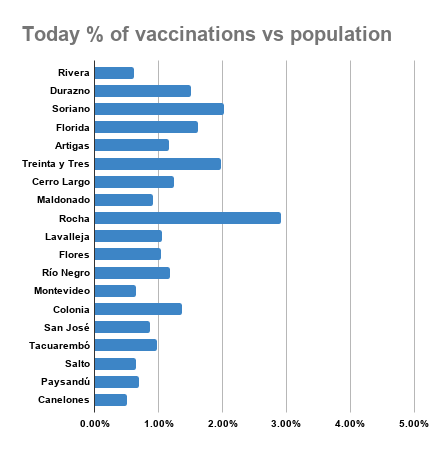 Today % of vaccinations vs population
Rivera
Durazno
Soriano
Florida
Artigas
Treinta y Tres
Cerro Largo
Maldonado
Rocha
Lavalleja
Flores
Río Negro
Montevideo
Colonia
San José
Tacuarembó
Salto
Paysandú
Canelones
0.00% 1.00% 2.00% 3.00% 4.00% 5.00%